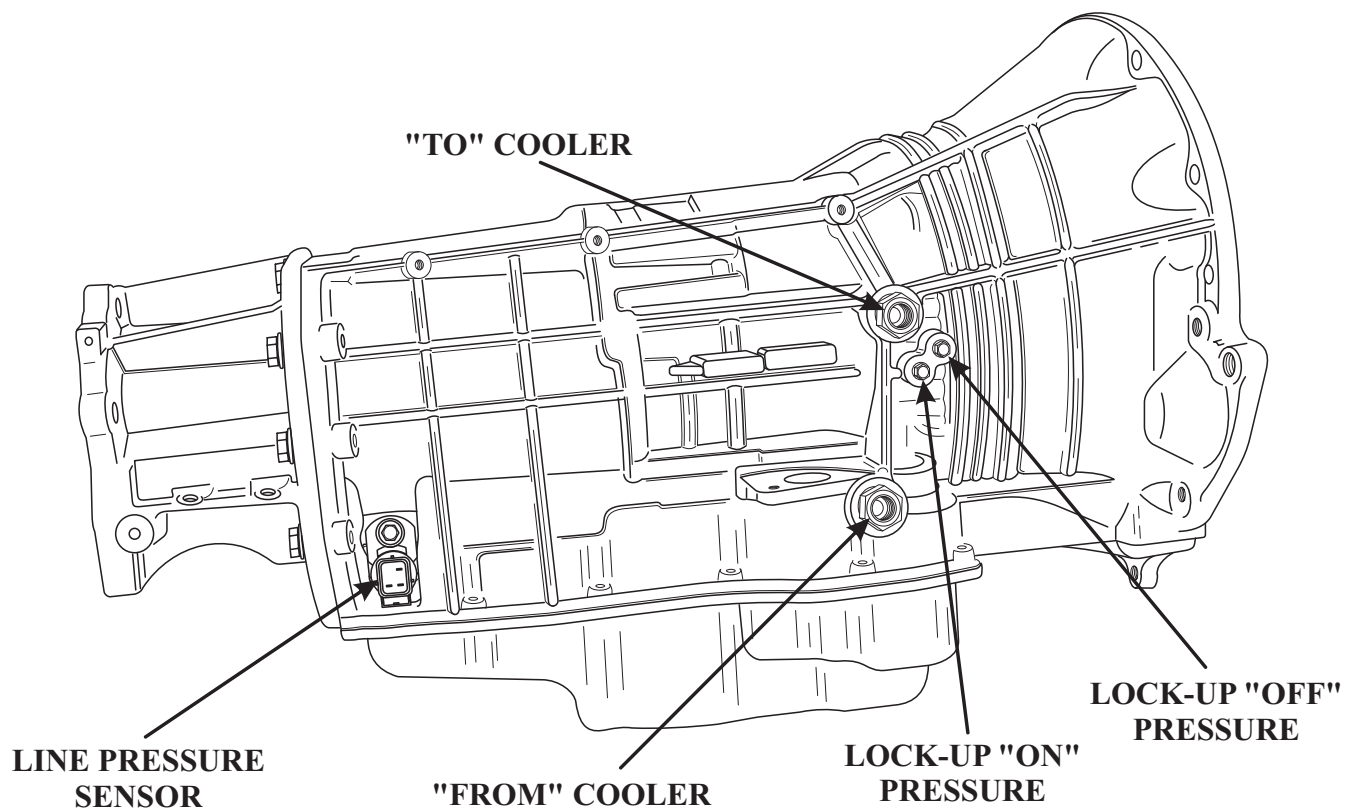 "TO" COOLER
LOCK-UP "OFF"
PRESSURE
LINE PRESSURE
SENSOR
"FROM" COOLER
LOCK-UP "ON"
PRESSURE